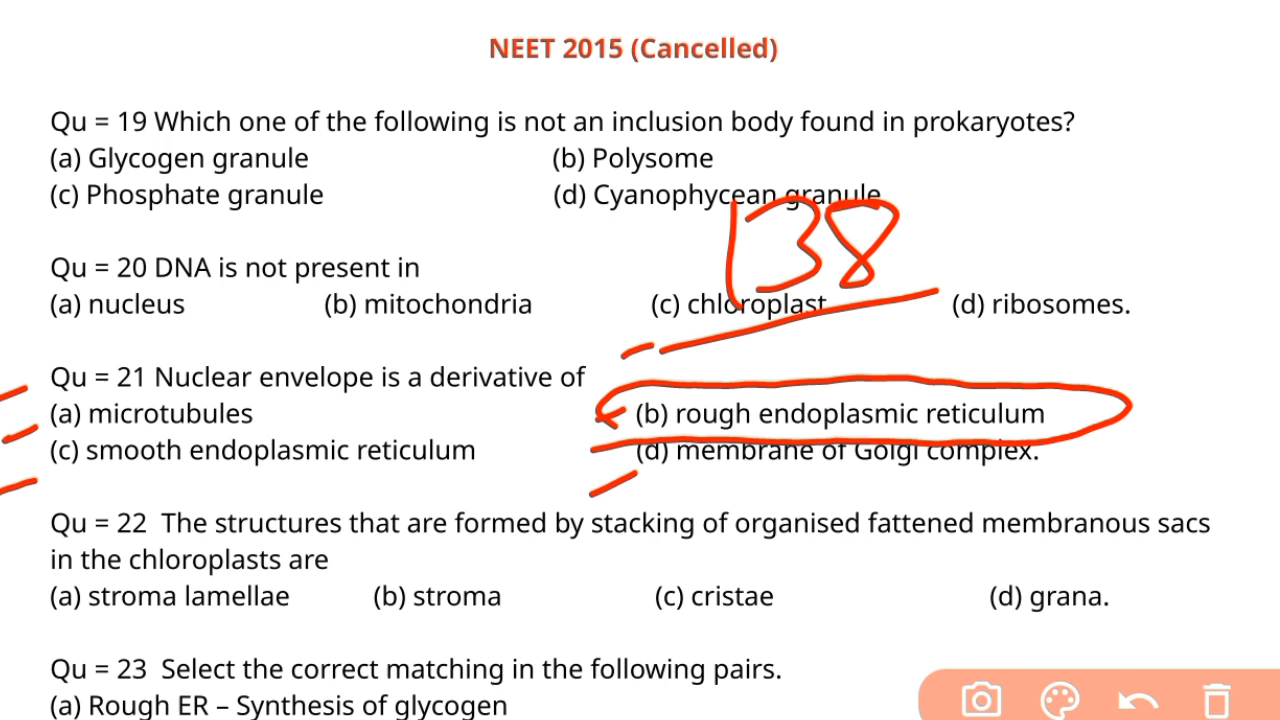 NEET 2015 (Cancelled)
Qu = 19 Which one of the following is not an inclusion body found in prokaryotes?
(a) Glycogen granule (b) Polysome
(c) Phosphate granule (d) Cyanophycean granule
138
Qu = 20 DNA is not present in
(a) nucleus (b) mitochondria (c) chloroplast (d) ribosomes.
Qu = 21 Nuclear envelope is a derivative of
(a) microtubules (b) rough endoplasmic reticulum
(c) smooth endoplasmic reticulum (d) membrane of Golgi complex.
Qu = 22 The structures that are formed by stacking of organised fattened membranous sacs
in the chloroplasts are
(a) stroma lamellae (b) stroma (c) cristae (d) grana.
Qu = 23 Select the correct matching in the following pairs.
(a) Rough ER – Synthesis of glycogen